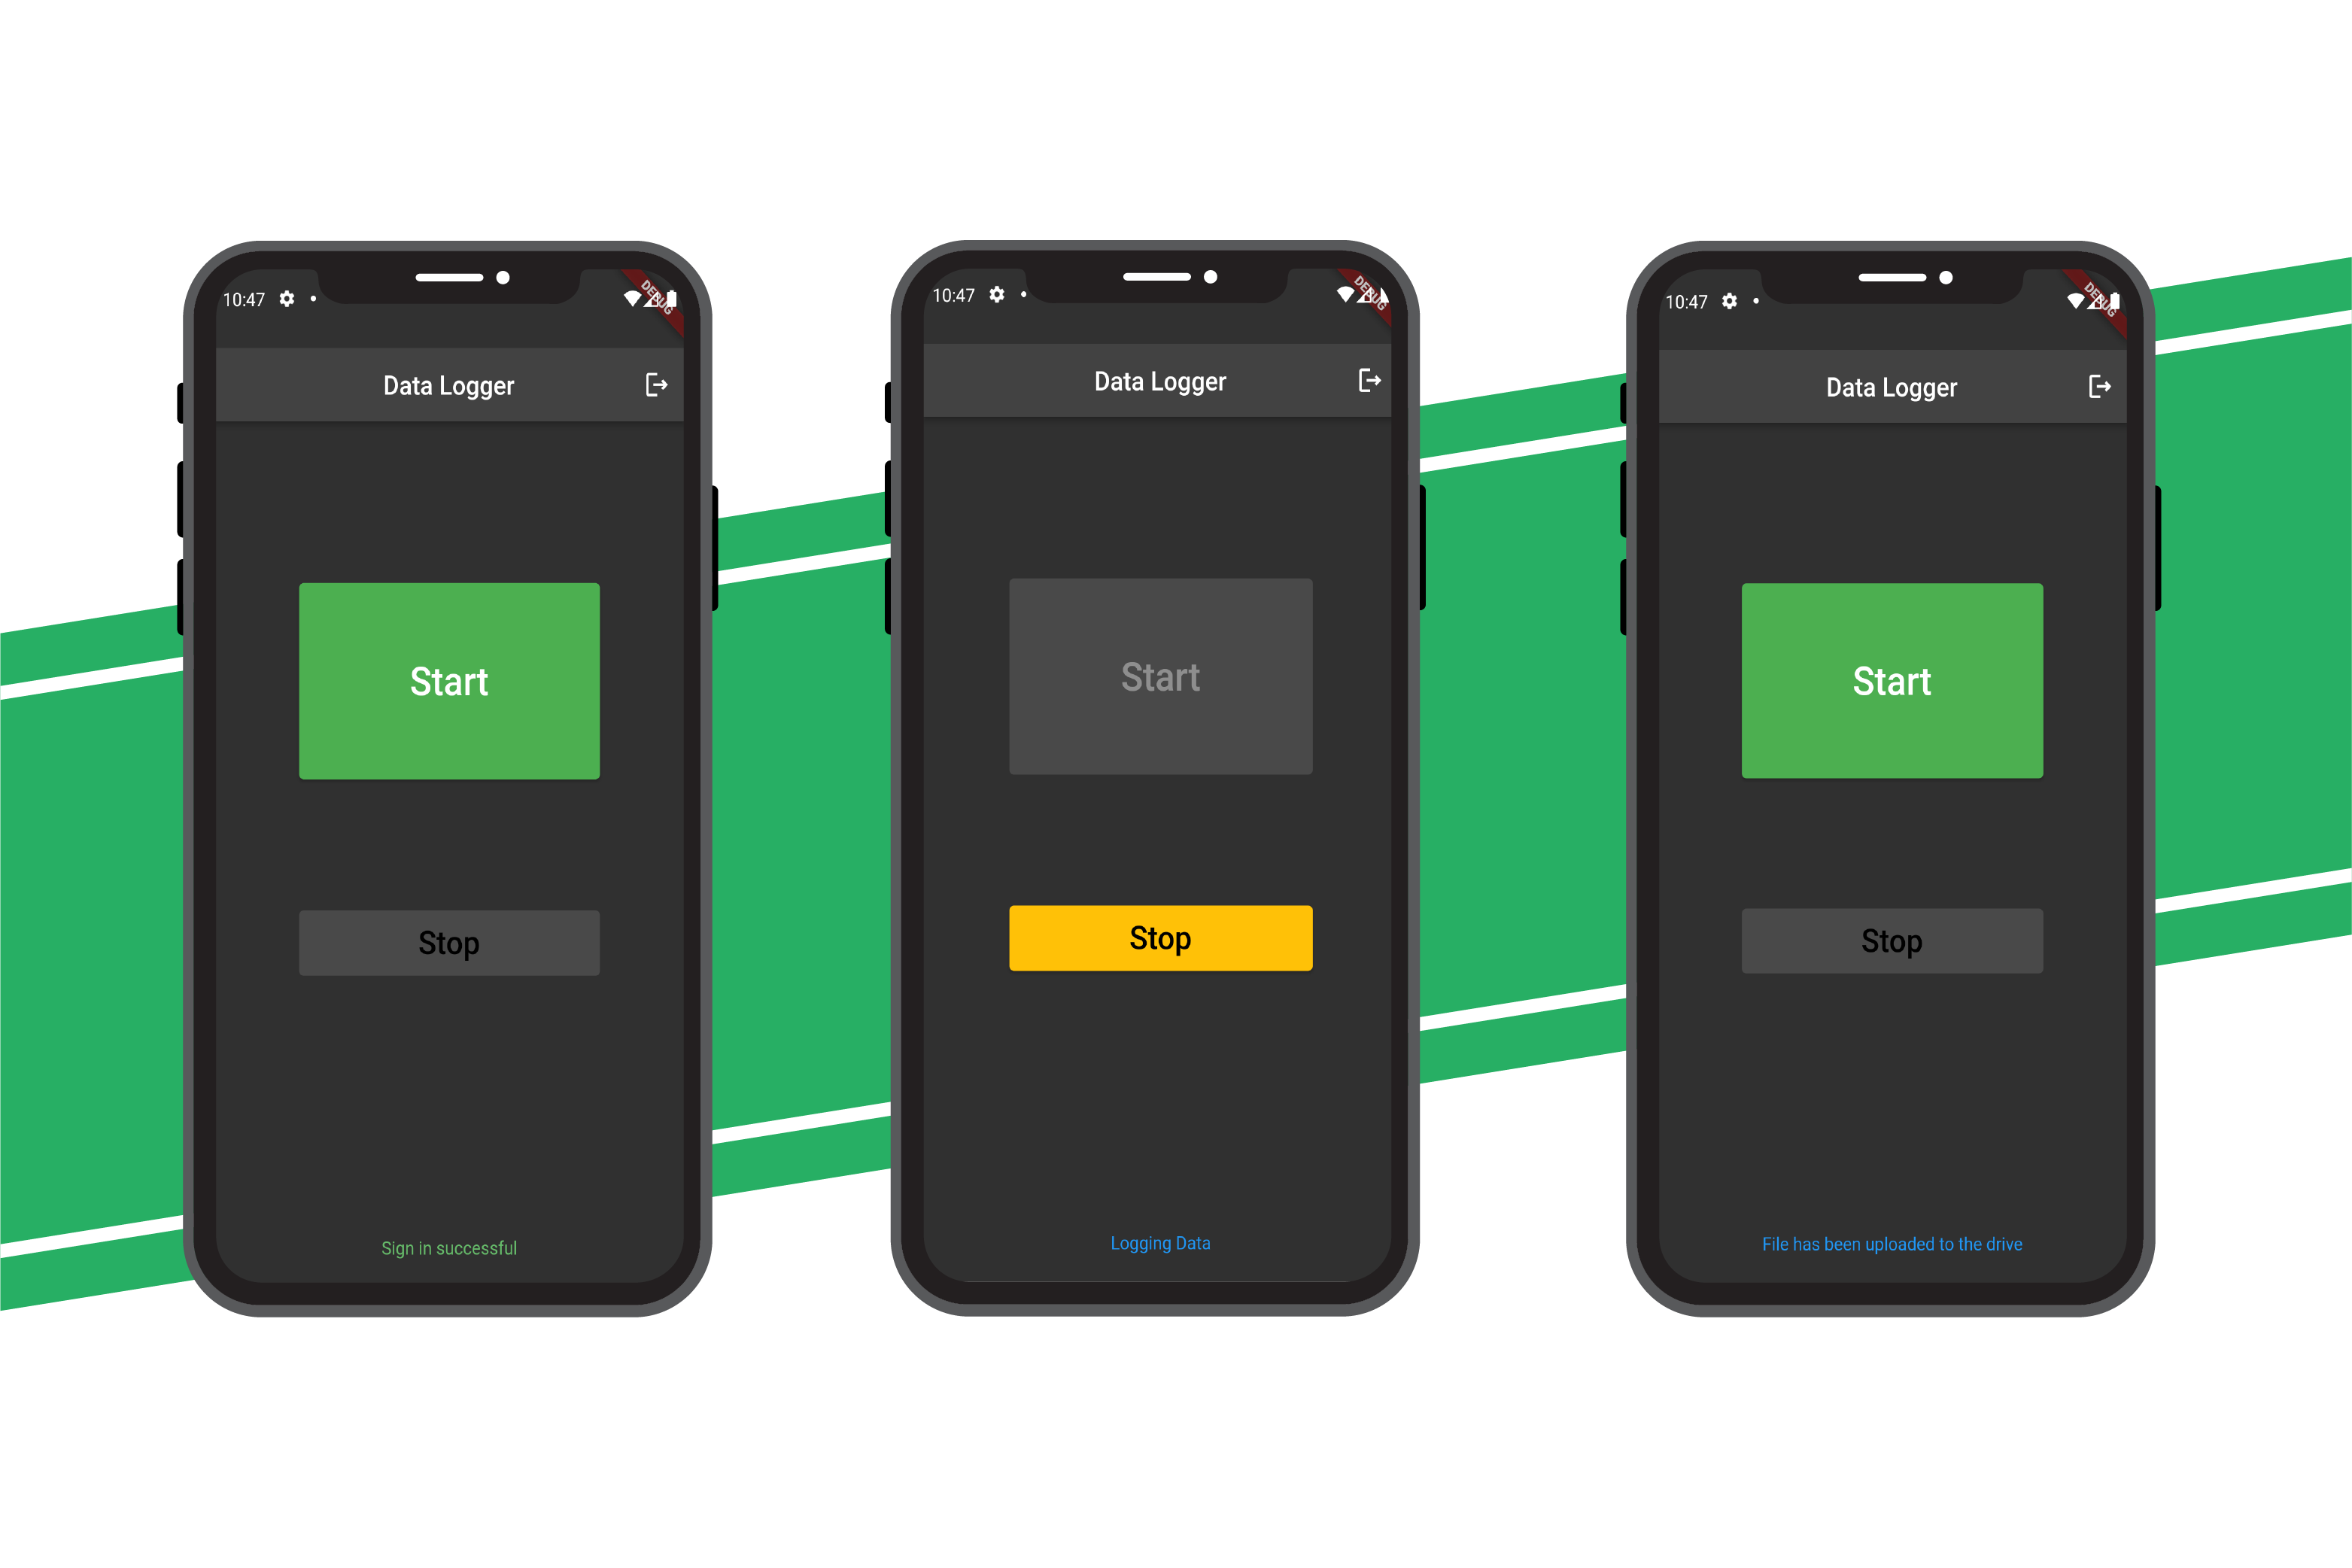 10:47
DEBUG
Data Logger
Start
Stop
Sign in successful
10:47
DEBUG
Data Logger
Start
Stop
Logging Data
10:47
DEBUG
Data Logger
Start
Stop
File has been uploaded to the drive